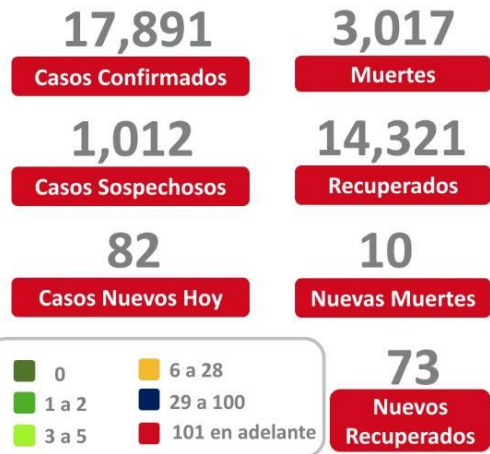 17,891
Casos Confirmados
3,017
Muertes
1,012
Casos Sospechosos
14,321
Recuperados
82
Casos Nuevos Hoy
10
Nuevas Muertes
0
1 a 2
3 a 5
6 a 28
29 a 100
101 en adelante
73
Nuevos
Recuperados